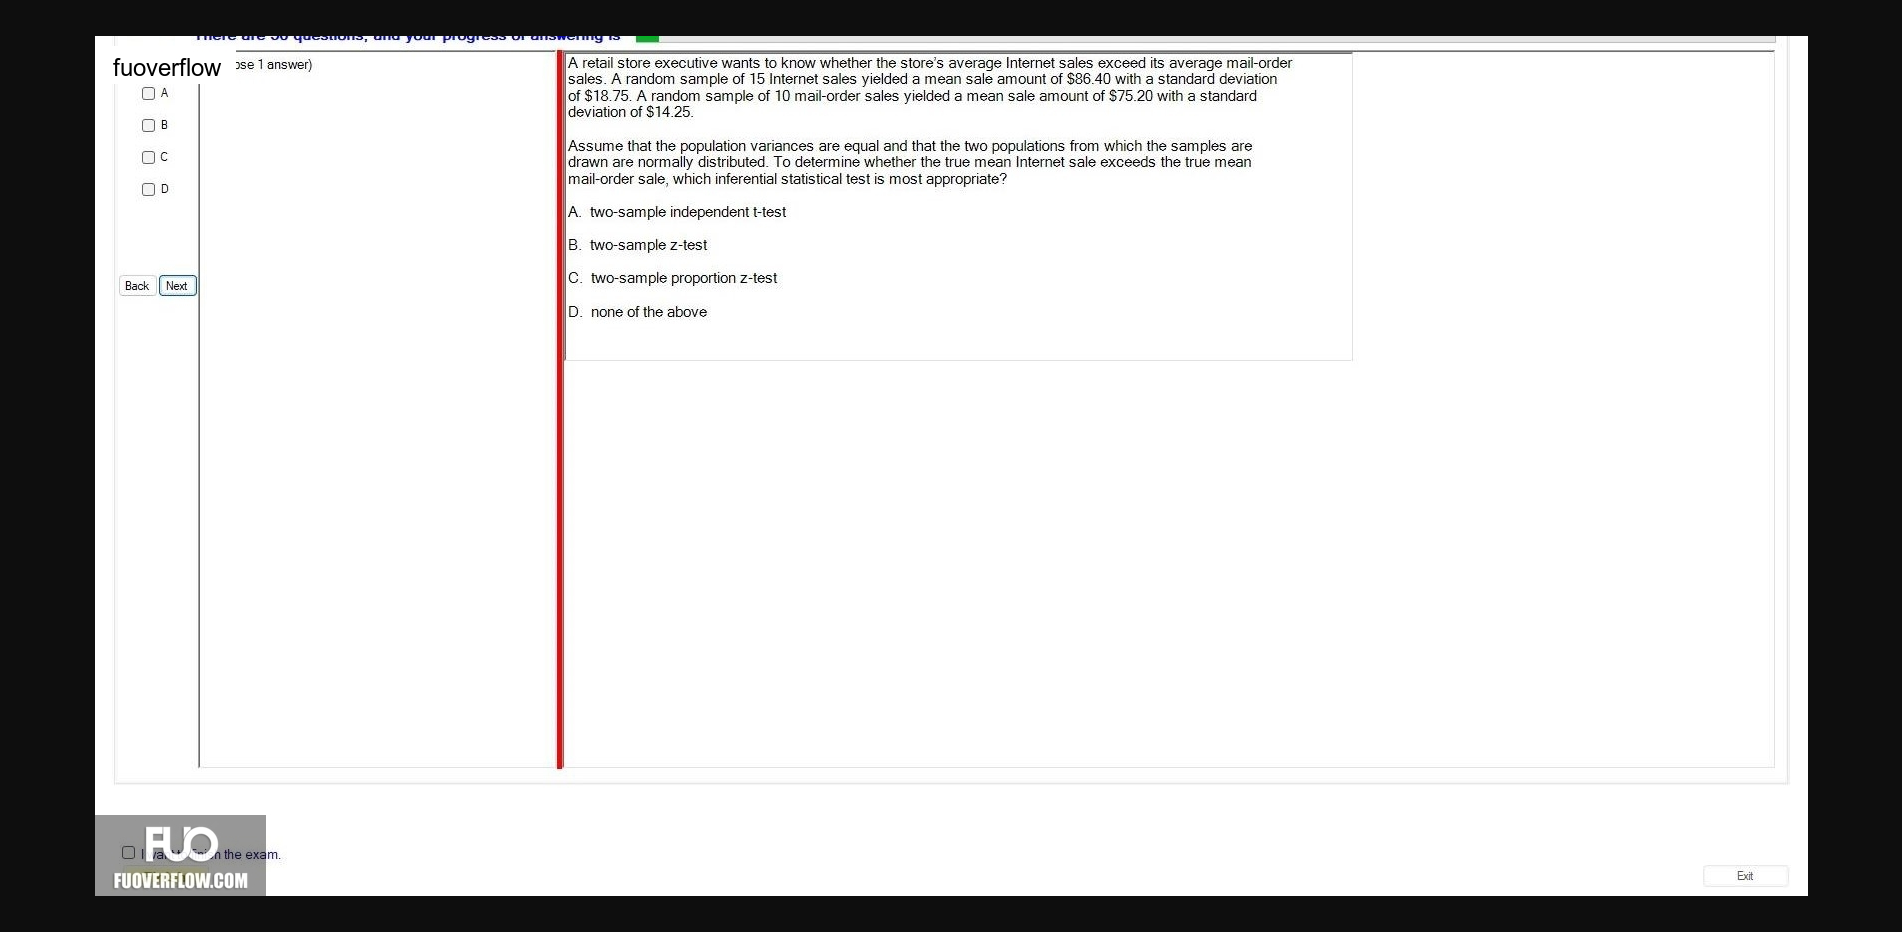 There are 50 questions, and your progress of answering is
fuoverflow
ose 1 answer)
A
B
C
D
Back
Next
A retail store executive wants to know whether the store's average Internet sales exceed its average mail-order
sales. A random sample of 15 Internet sales yielded a mean sale amount of $86.40 with a standard deviation
of $18.75. A random sample of 10 mail-order sales yielded a mean sale amount of $75.20 with a standard
deviation of $14.25.
Assume that the population variances are equal and that the two populations from which the samples are
drawn are normally distributed. To determine whether the true mean Internet sale exceeds the true mean
mail-order sale, which inferential statistical test is most appropriate?
A. two-sample independent t-test
B. two-sample z-test
C. two-sample proportion z-test
D. none of the above
FUO
I want to finish the exam.
FUOVERFLOW.COM
Exit